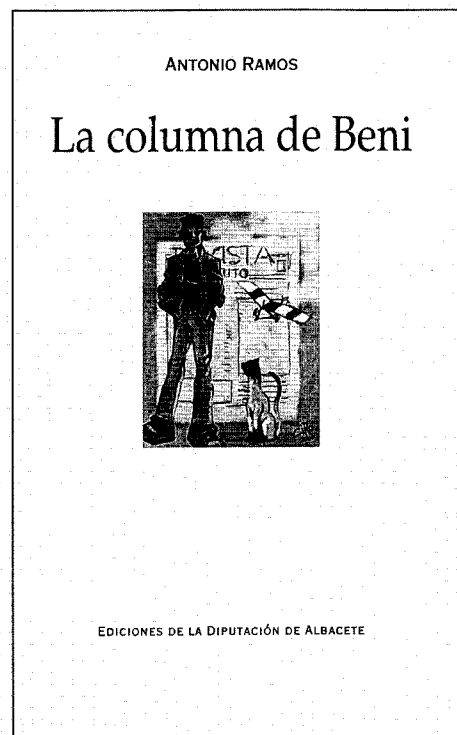 ANTONIO RAMOS
La columna de Beni
EDICIONES DE LA DIPUTACIÓN DE ALBACETE